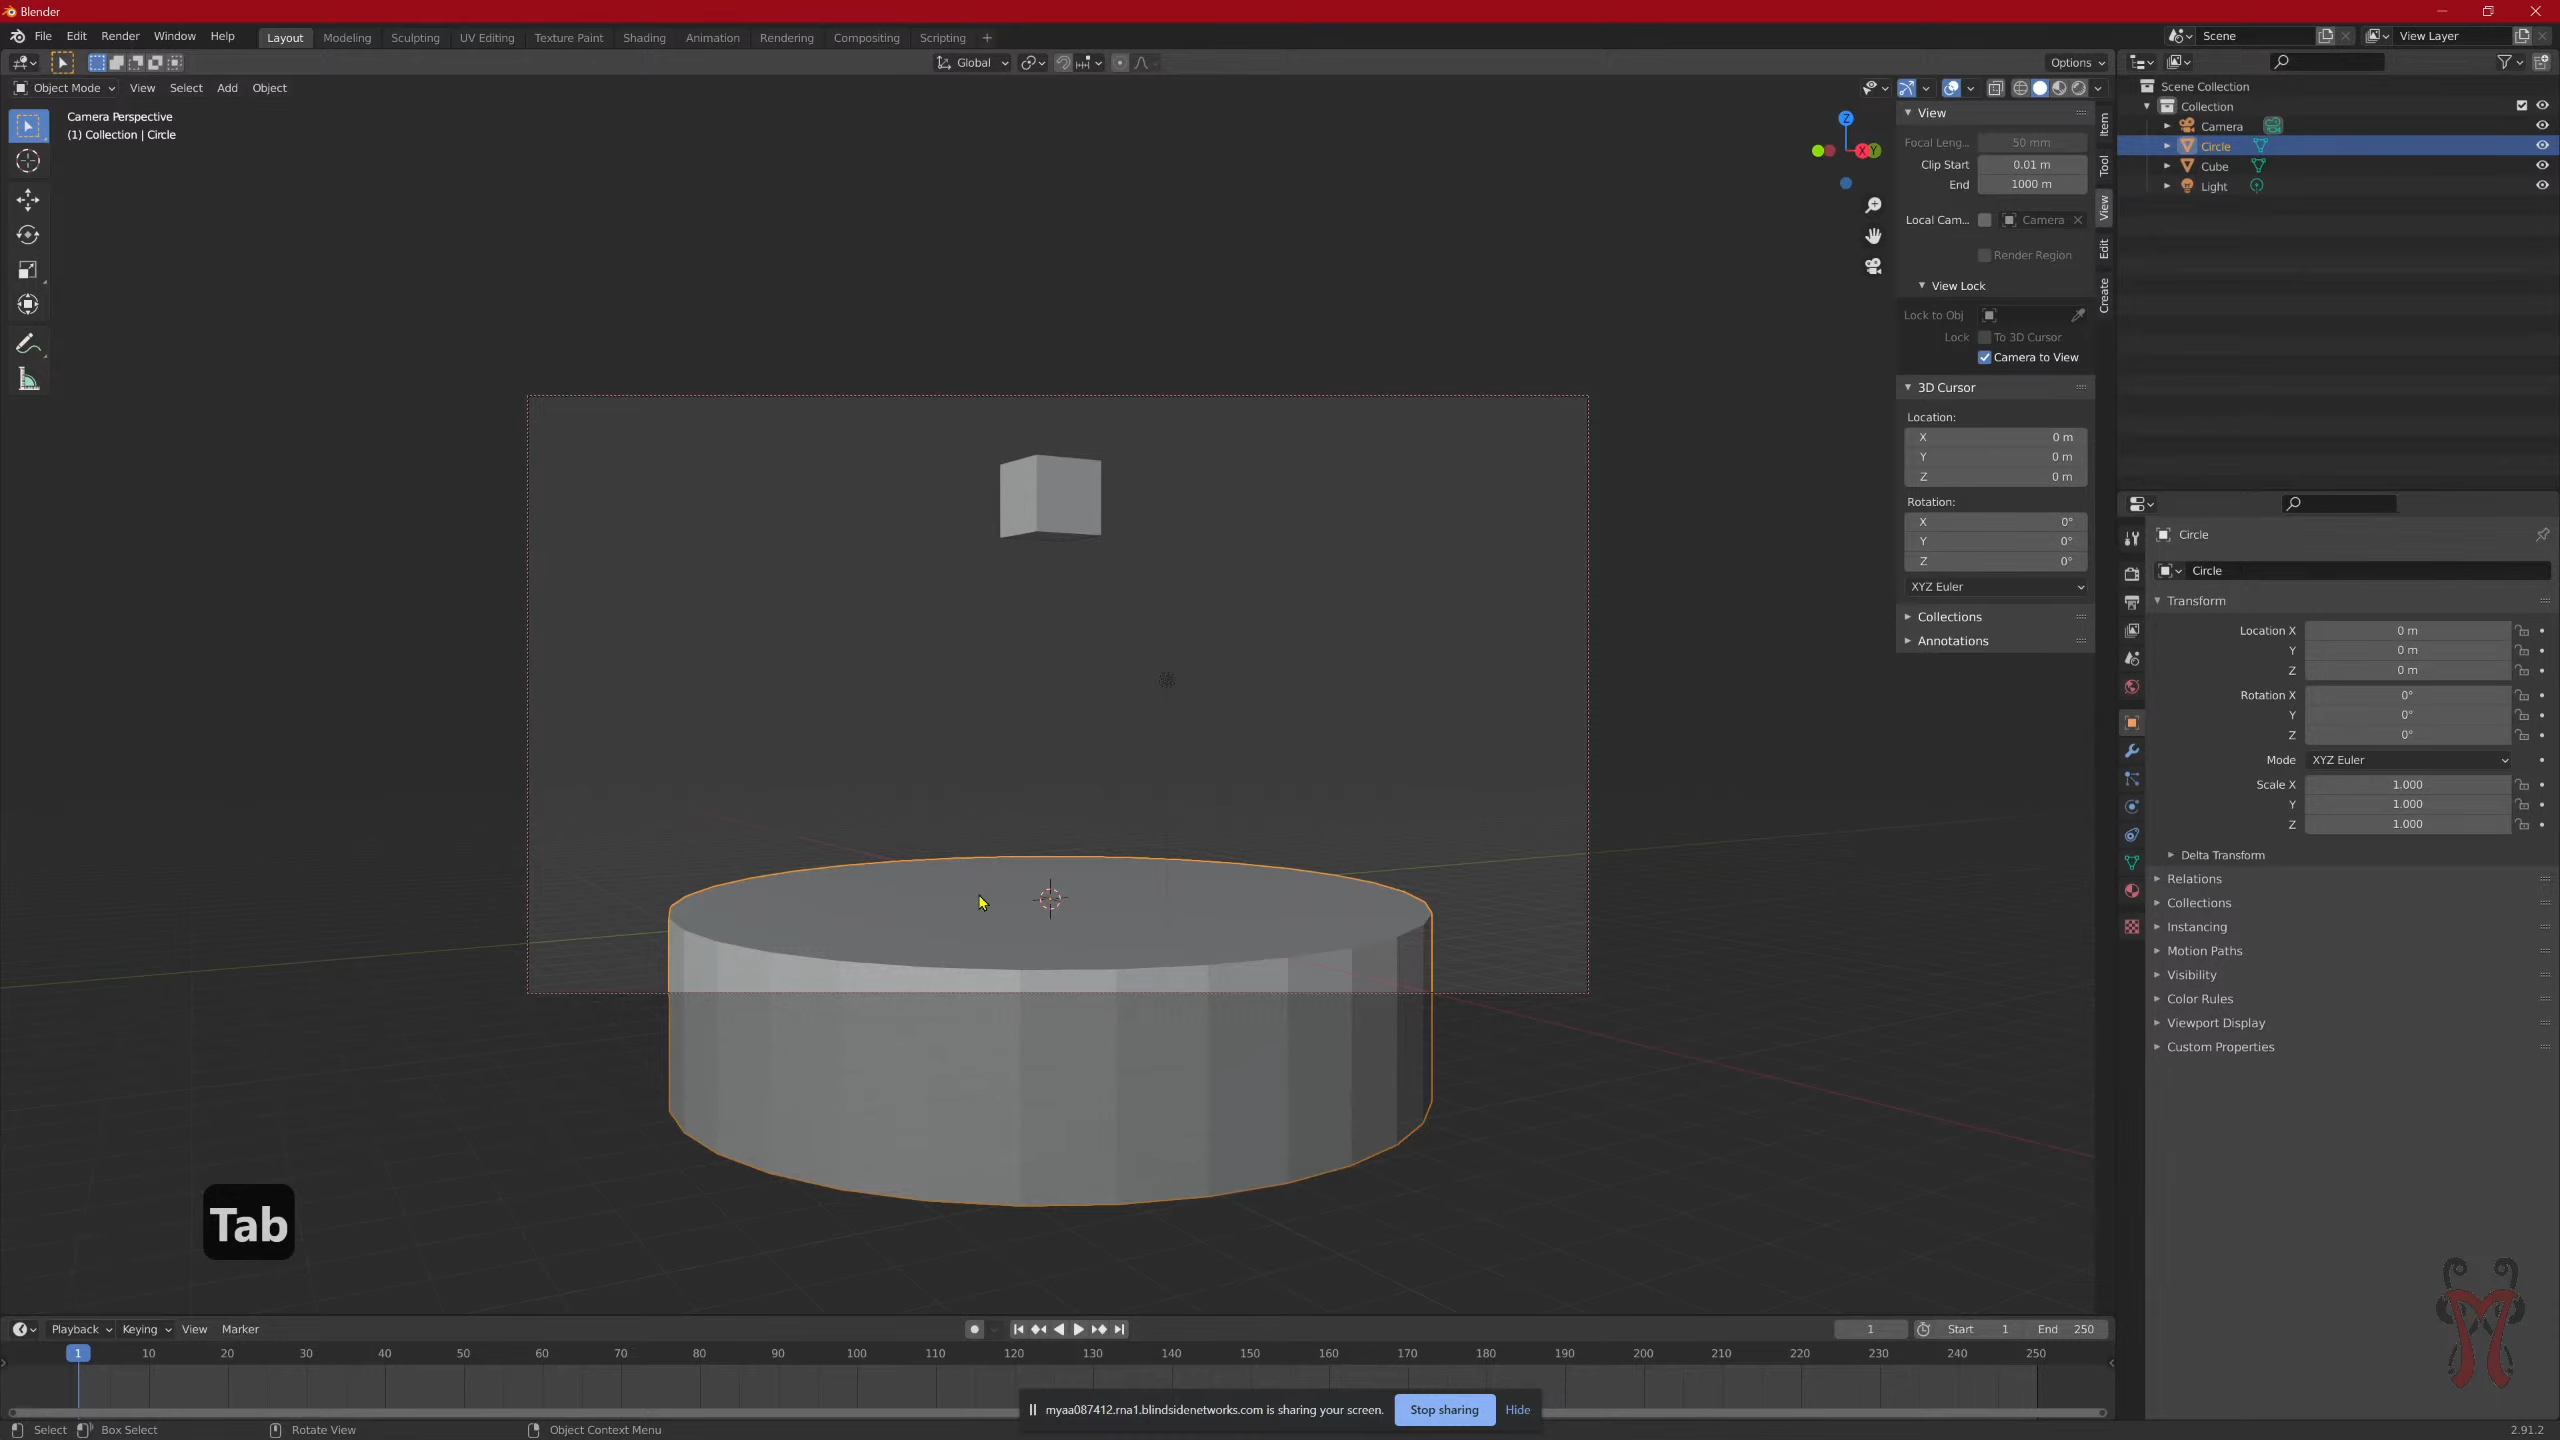 Blender
File Edit Render Window Help Layout Modeling Sculpting UV Editing Texture Paint Shading Animation Rendering Compositing Scripting + Scene View Layer
Global Options
Object Mode View Select Add Object
Camera Perspective
(1) Collection | Circle
View
Focal Leng... 50 mm
Clip Start 0.01 m
End 1000 m
Local Cam... Camera
Render Region
View Lock
Lock to Obj
Lock To 3D Cursor
Camera to View
3D Cursor
Location:
X 0 m
Y 0 m
Z 0 m
Rotation:
X 0°
Y 0°
Z 0°
XYZ Euler
Collections
Annotations
Item
Tool
View
Edit
Create
Z
X
Y
Scene Collection
Collection
Camera
Circle
Cube
Light
Circle
Circle
Transform
Location X 0 m
Y 0 m
Z 0 m
Rotation X 0°
Y 0°
Z 0°
Mode XYZ Euler
Scale X 1.000
Y 1.000
Z 1.000
Delta Transform
Relations
Collections
Instancing
Motion Paths
Visibility
Color Rules
Viewport Display
Custom Properties
Tab
Playback Keying View Marker 1 Start 1 End 250
1 10 20 30 40 50 60 70 80 90 100 110 120 130 140 150 160 170 180 190 200 210 220 230 240 250
myaa087412.rna1.blindsidenetworks.com is sharing your screen. Stop sharing Hide
Select Box Select Rotate View Object Context Menu 2.91.2